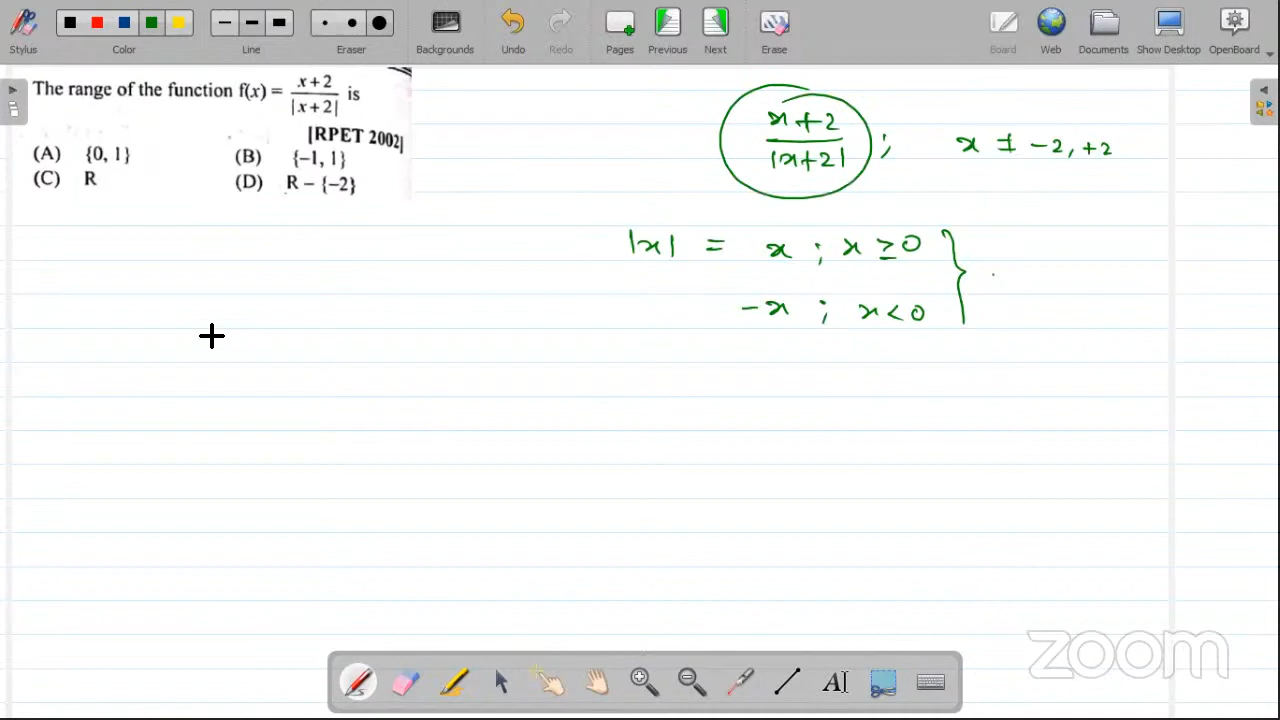 Stylus Color Line Eraser Backgrounds Undo Redo Pages Previous Next Erase Board Web Documents Show Desktop OpenBoard
The range of the function f(x) = x+2 / |x+2| is
[RPET 2002]
(A) {0, 1} (B) {–1, 1}
(C) R (D) R – {–2}
x+2 / |x+2| ; x ≠ -2, +2
|x| = x ; x ≥ 0
-x ; x < 0 }
zoom
A